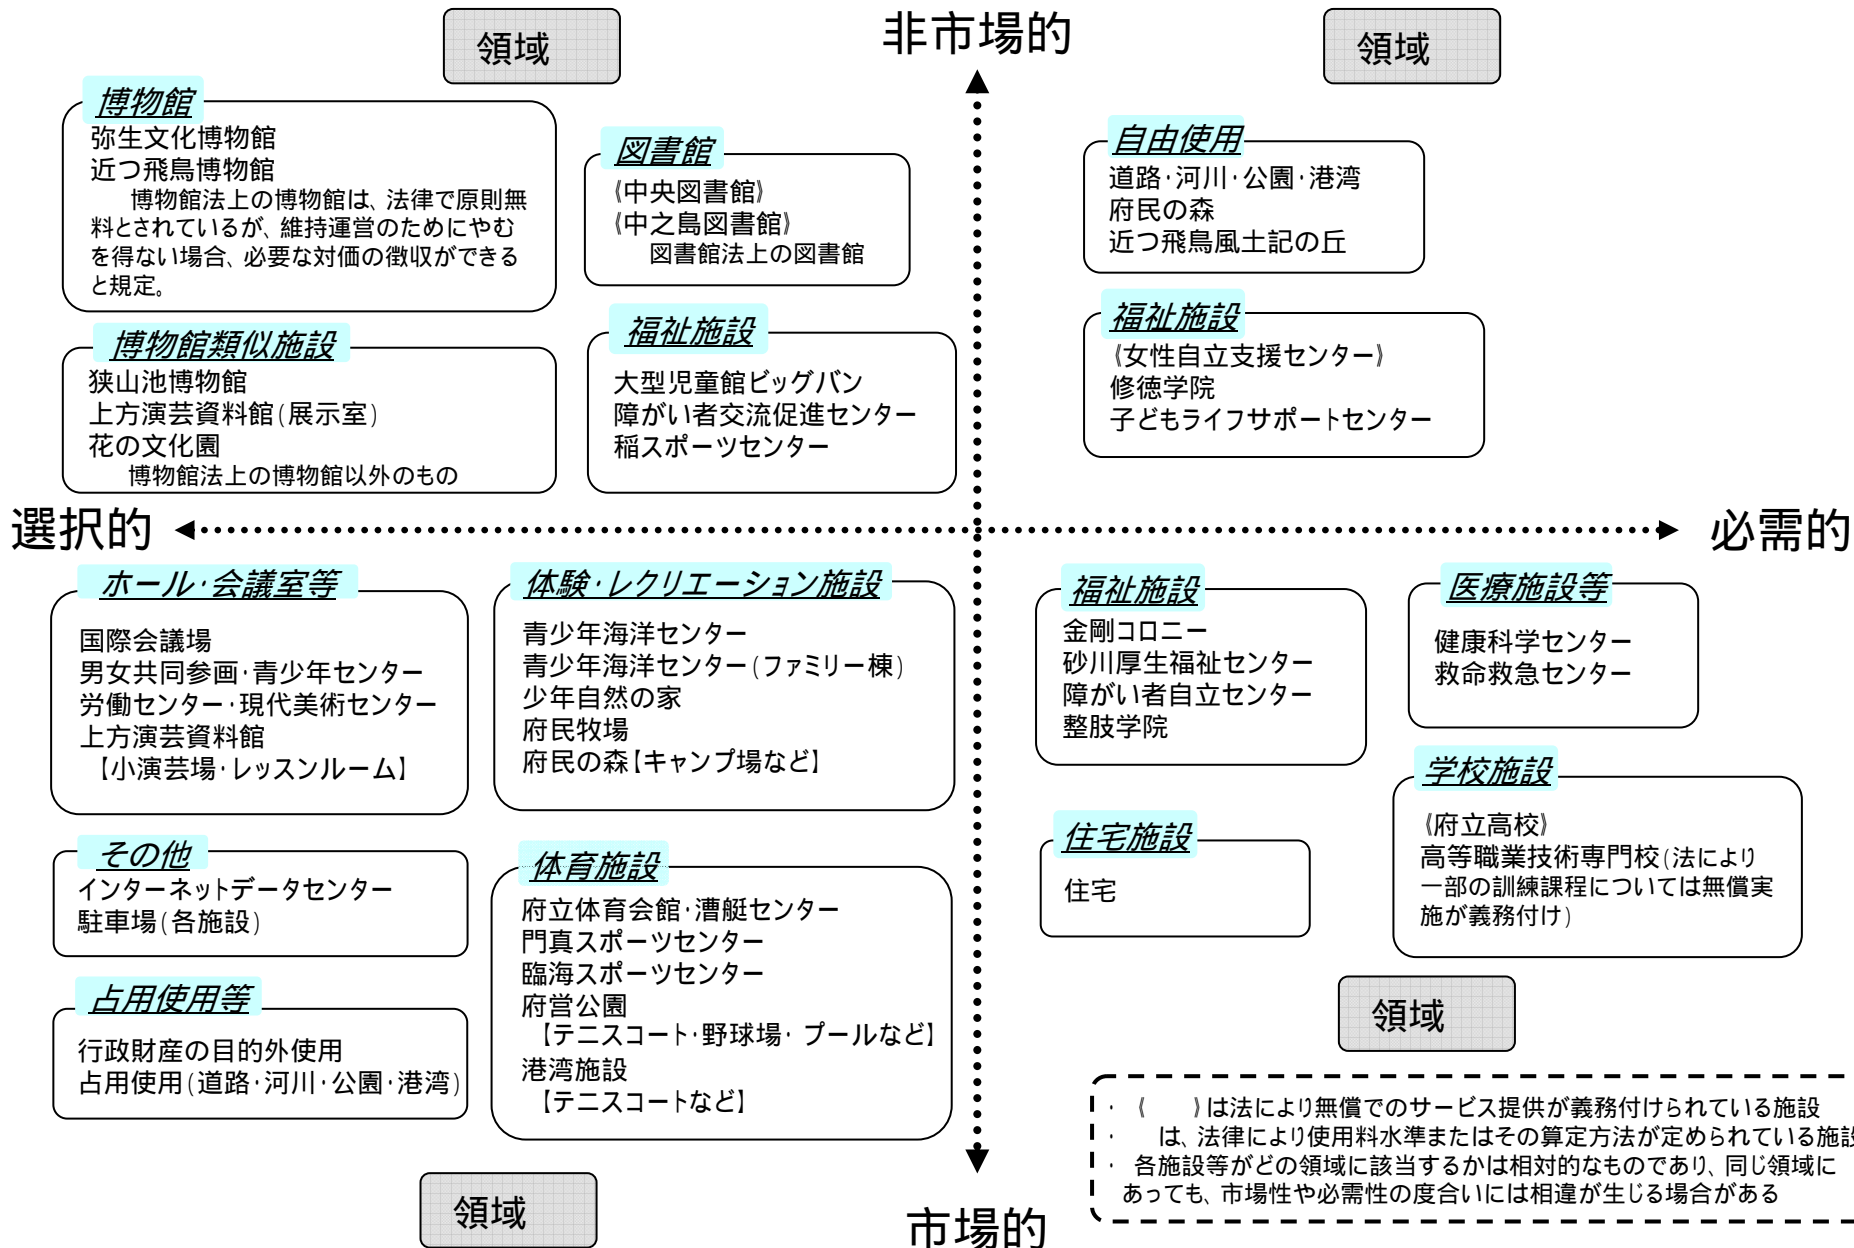 領域
非市場的
領域
博物館
弥生文化博物館
近つ飛鳥博物館
博物館法上の博物館は、法律で原則無
料とされているが、維持運営のためにやむ
を得ない場合、必要な対価の徴収ができる
と規定。
図書館
《中央図書館》
《中之島図書館》
図書館法上の図書館
自由使用
道路・河川・公園・港湾
府民の森
近つ飛鳥風土記の丘
博物館類似施設
狭山池博物館
上方演芸資料館(展示室)
花の文化園
博物館法上の博物館以外のもの
福祉施設
大型児童館ビッグバン
障がい者交流促進センター
稲スポーツセンター
福祉施設
《女性自立支援センター》
修徳学院
子どもライフサポートセンター
選択的
必需的
ホール・会議室等
国際会議場
男女共同参画・青少年センター
労働センター・現代美術センター
上方演芸資料館
【小演芸場・レッスンルーム】
体験・レクリエーション施設
青少年海洋センター
青少年海洋センター(ファミリー棟)
少年自然の家
府民牧場
府民の森【キャンプ場など】
福祉施設
金剛コロニー
砂川厚生福祉センター
障がい者自立センター
整肢学院
医療施設等
健康科学センター
救命救急センター
その他
インターネットデータセンター
駐車場(各施設)
体育施設
府立体育会館・漕艇センター
門真スポーツセンター
臨海スポーツセンター
府営公園
【テニスコート・野球場・プールなど】
港湾施設
【テニスコートなど】
住宅施設
住宅
学校施設
《府立高校》
高等職業技術専門校(法により
一部の訓練課程については無償実
施が義務付け)
占用使用等
行政財産の目的外使用
占用使用(道路・河川・公園・港湾)
領域
・《　》は法により無償でのサービス提供が義務付けられている施設
・　は、法律により使用料水準またはその算定方法が定められている施設
・ 各施設等がどの領域に該当するかは相対的なものであり、同じ領域に
あっても、市場性や必需性の度合いには相違が生じる場合がある
領域
市場的